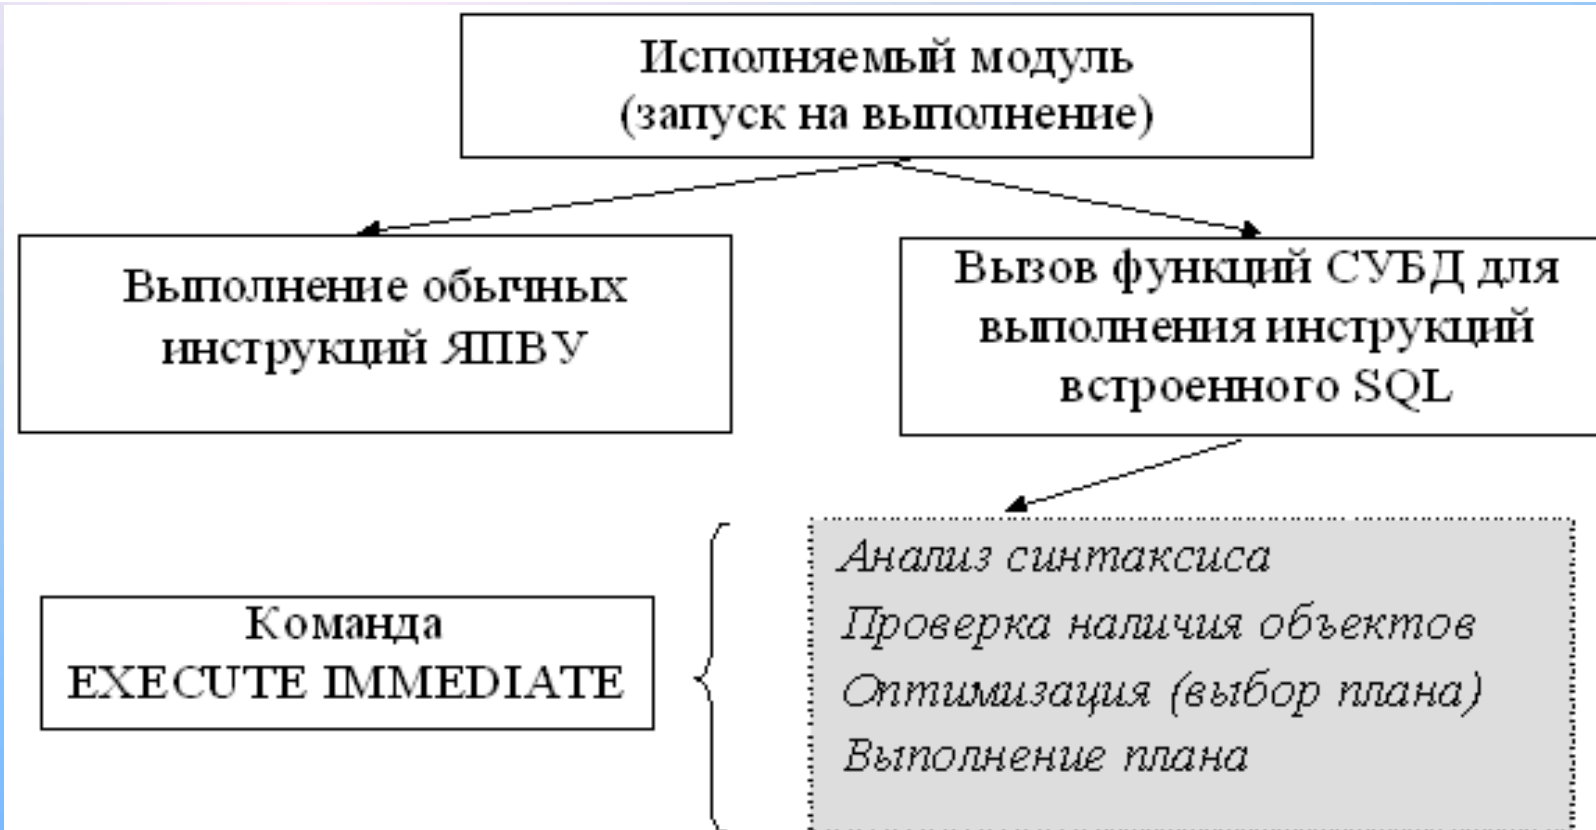 Исполняемый модуль
(запуск на выполнение)
Выполнение обычных
инструкций ЯПВУ
Вызов функций СУБД для
выполнения инструкций
встроенного SQL
Команда
EXECUTE IMMEDIATE
Анализ синтаксиса
Проверка наличия объектов
Оптимизация (выбор плана)
Выполнение плана